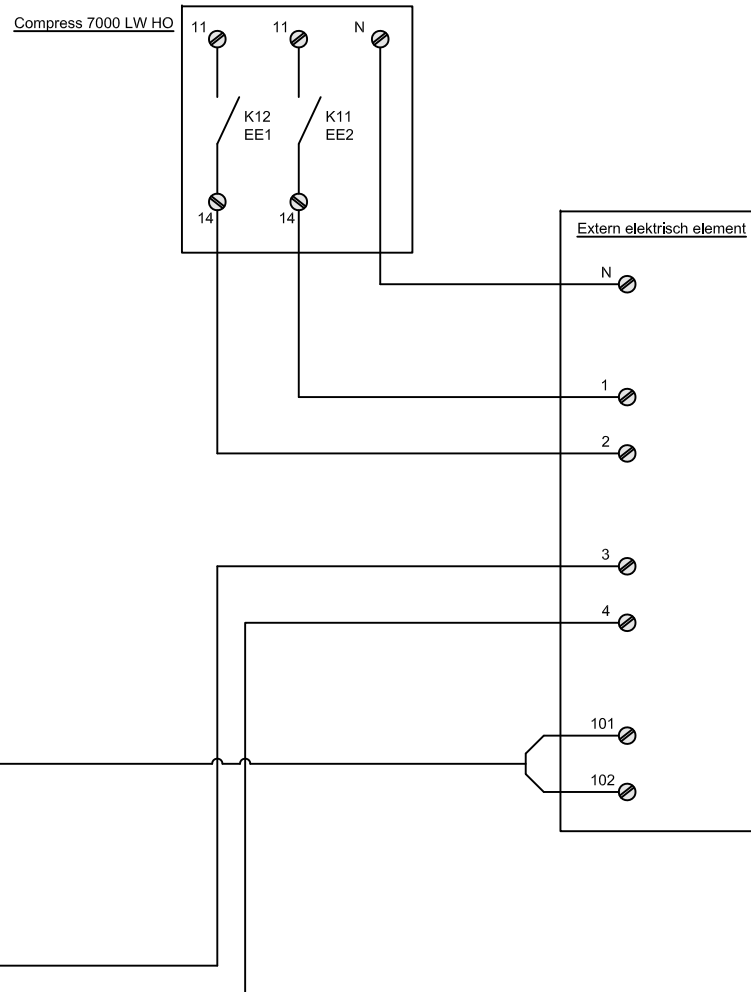 Compress 7000 LW HO
11
11
N
K12
EE1
K11
EE2
14
14
Extern elektrisch element
N
1
2
3
4
101
102